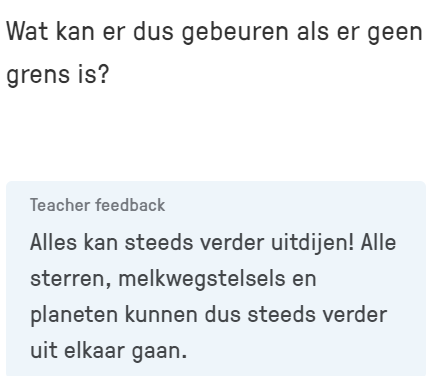 Wat kan er dus gebeuren als er geen
grens is?
Teacher feedback
Alles kan steeds verder uitdijen! Alle
sterren, melkwegstelsels en
planeten kunnen dus steeds verder
uit elkaar gaan.